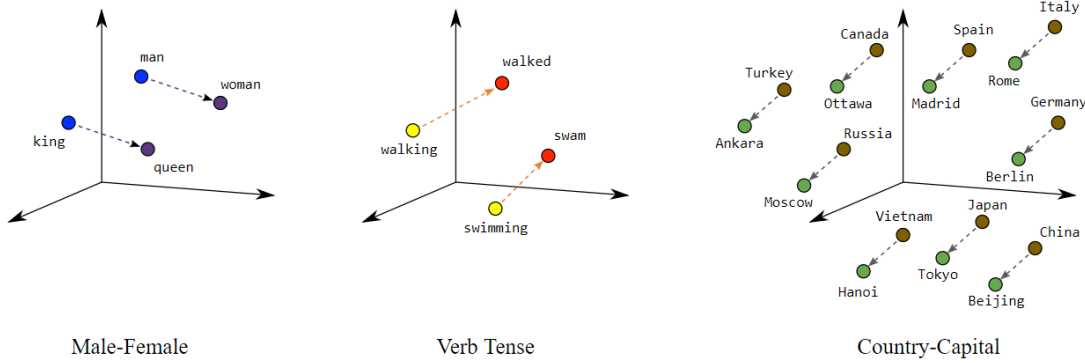 man
woman
king
queen
Male-Female
walked
walking
swam
swimming
Verb Tense
Italy
Spain
Canada
Rome
Turkey
Ottawa
Madrid
Germany
Ankara
Russia
Berlin
Moscow
Vietnam
Japan
China
Tokyo
Hanoi
Beijing
Country-Capital